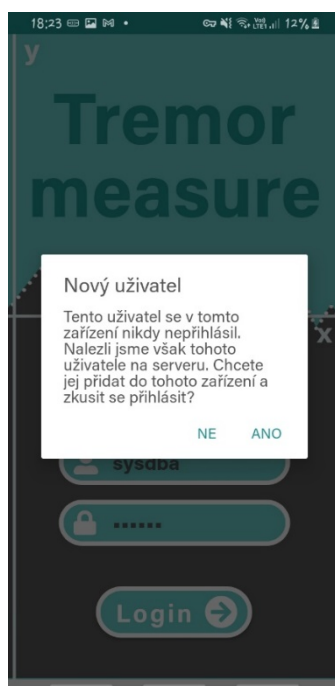 18:23
12%
y
Tremor
measure
Nový uživatel
Tento uživatel se v tomto
zařízení nikdy nepřihlásil.
Nalezli jsme však tohoto
uživatele na serveru. Chcete
jej přidat do tohoto zařízení a
zkusit se přihlásit?
x
NE ANO
sysdba
••••••
Login